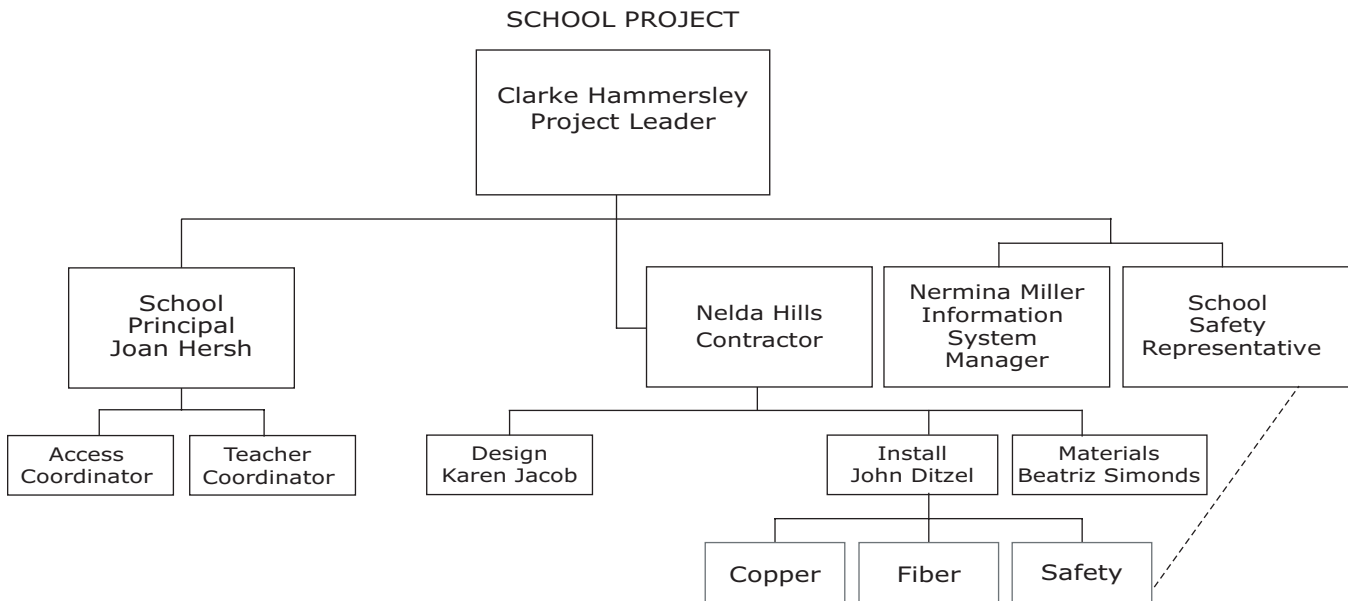 SCHOOL PROJECT
Clarke Hammersley
Project Leader
School
Principal
Joan Hersh
Nelda Hills
Contractor
Nermina Miller
Information
System
Manager
School
Safety
Representative
Access
Coordinator
Teacher
Coordinator
Design
Karen Jacob
Install
John Ditzel
Materials
Beatriz Simonds
Copper
Fiber
Safety